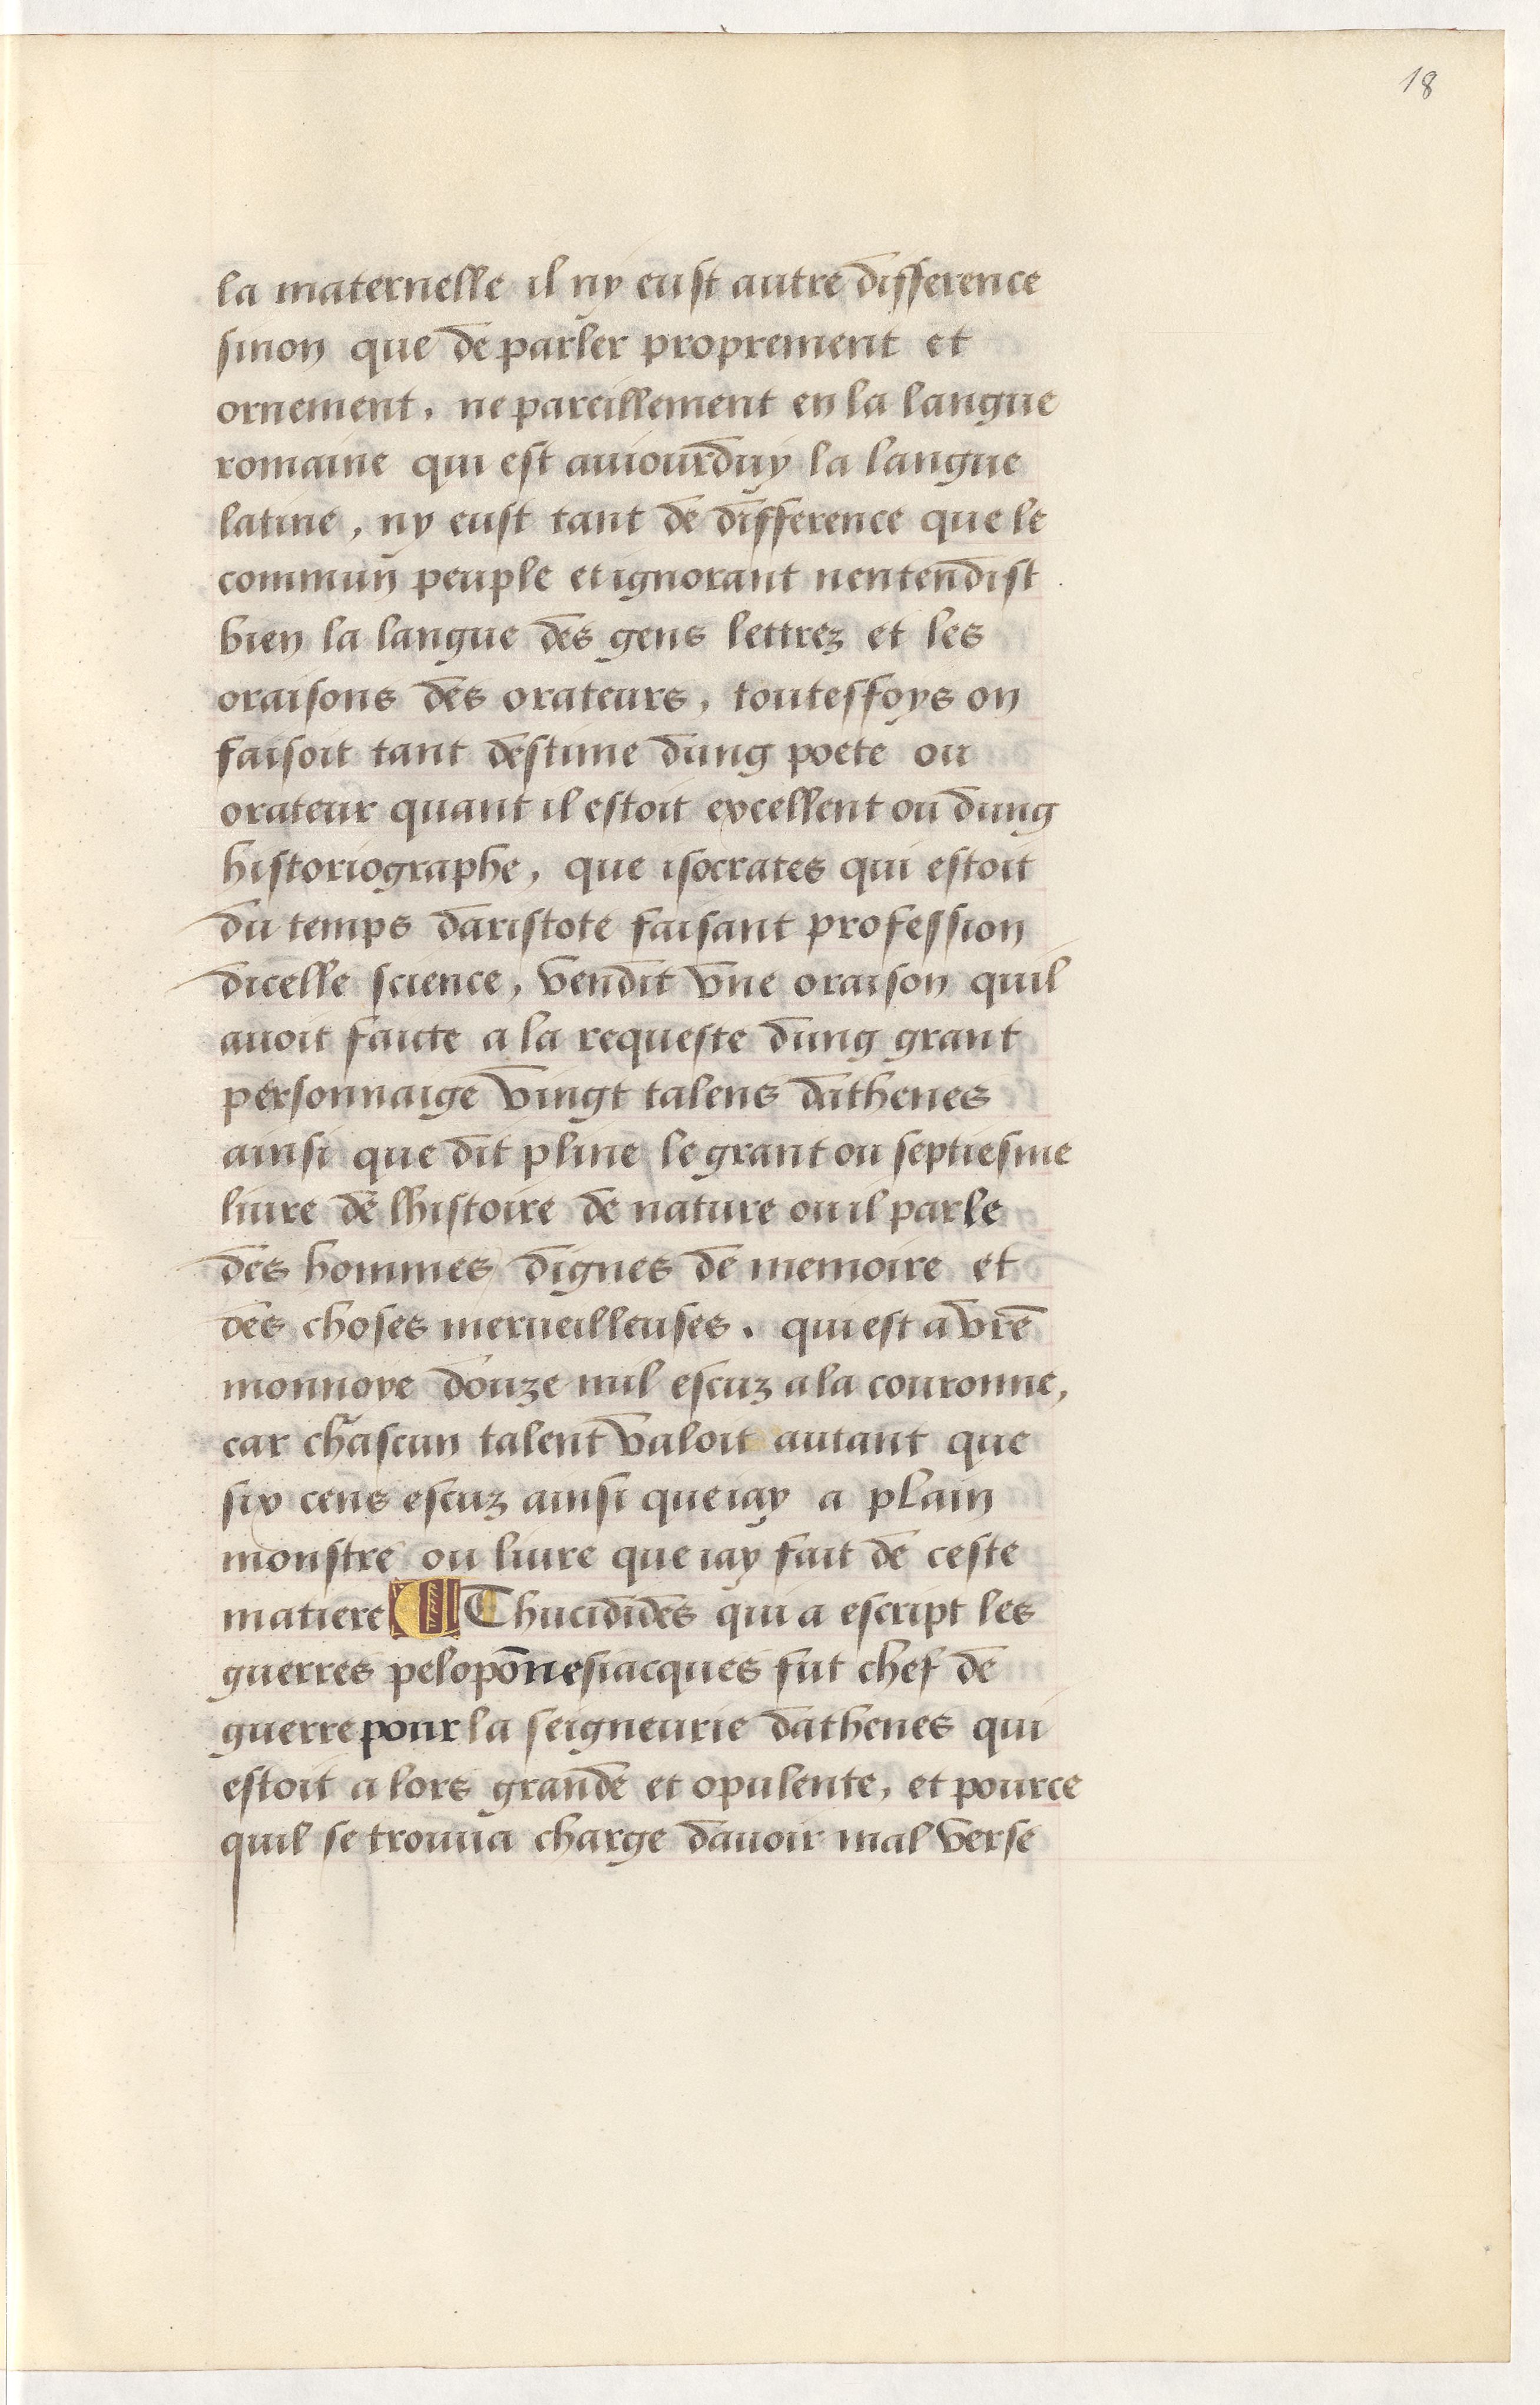 18
la maternelle il ny eust autre difference
sinon que de parler proprement et
ornement, ne pareillement en la langue
romaine qui est auiourduy la langue
latine, ny eust tant de difference que le
commun peuple et ignorant nentendist
bien la langue des gens lettrez et les
oraisons des orateurs, toutesfoys on
faisoit tant destime dung poete ou
orateur quant il estoit excellent ou dung
historiographe, que isocrates qui estoit
du temps daristote faisant profession
dicelle science, vendit vne oraison quil
auoit faicte a la requeste dung grant
personnaige vingt talens dathenes
ainsi que dit pline le grant ou septiesme
liure de lhistoire de nature ou il parle
des hommes dignes de memoire et
des choses merueilleuses. qui est a vr̄e
monnoye douze mil escuz a la couronne,
car chascun talent valoit autant que
six cens escuz ainsi que iay a plain
monstre ou liure que iay fait de ceste
matiere ¶ Thucidides qui a escript les
guerres pelopōnesiacques fut chef de
guerre pour la seigneurie dathenes qui
estoit a lors grande et opulente, et pource
quil se trouua charge dauoir mal verse